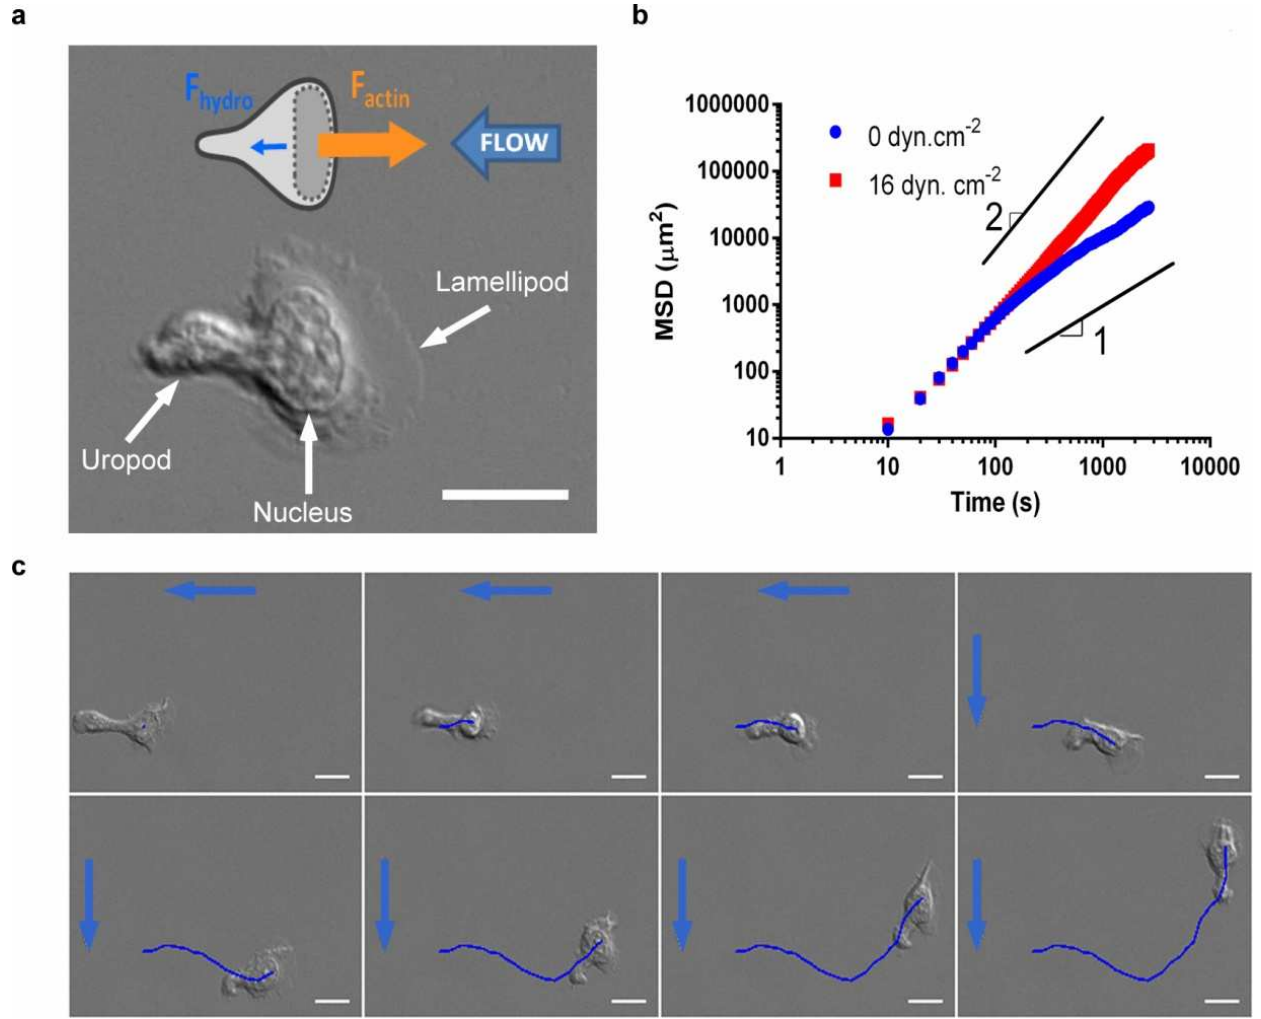 a
F_hydro
F_actin
FLOW
Lamellipod
Uropod
Nucleus
b
1000000
100000
10000
1000
100
10
1
10
100
1000
10000
MSD (μm²)
Time (s)
0 dyn.cm⁻²
16 dyn. cm⁻²
2
1
c